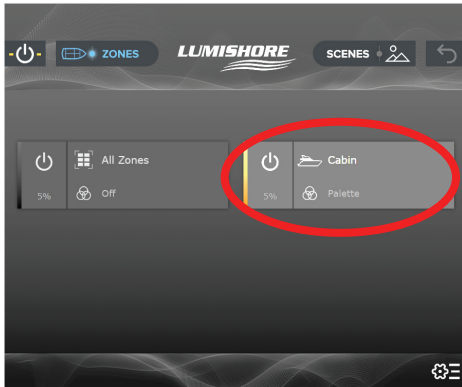 ZONES
LUMISHORE
SCENES
All Zones
5%
Off
Cabin
5%
Palette